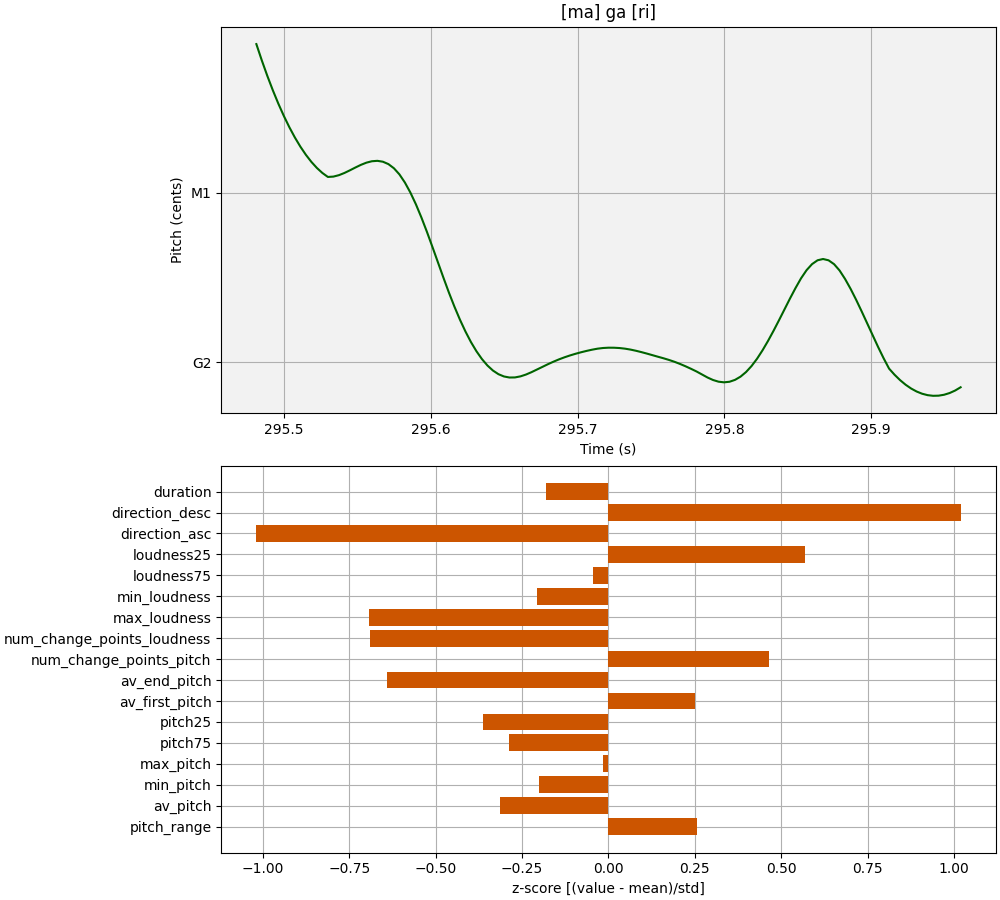 [ma] ga [ri]
Pitch (cents)
M1
G2
295.5 295.6 295.7 295.8 295.9
Time (s)
duration
direction_desc
direction_asc
loudness25
loudness75
min_loudness
max_loudness
num_change_points_loudness
num_change_points_pitch
av_end_pitch
av_first_pitch
pitch25
pitch75
max_pitch
min_pitch
av_pitch
pitch_range
−1.00 −0.75 −0.50 −0.25 0.00 0.25 0.50 0.75 1.00
z-score [(value - mean)/std]